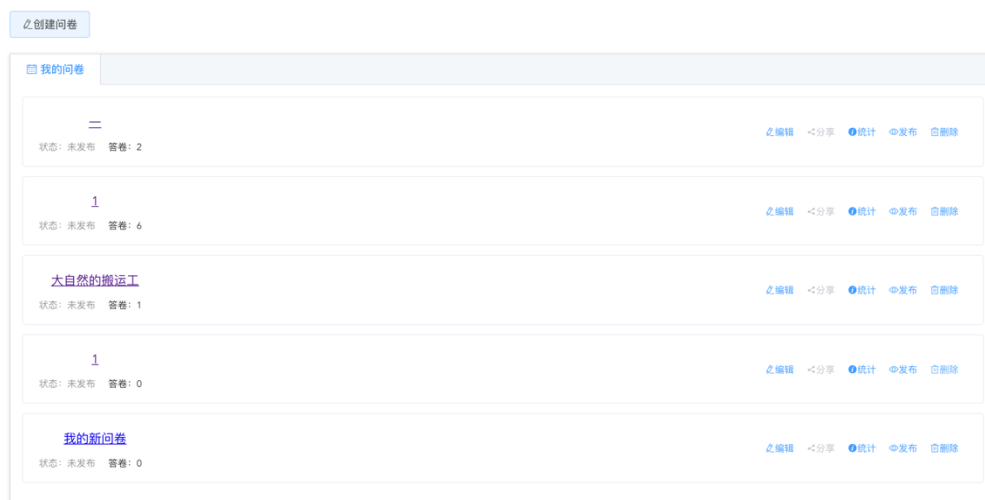 创建问卷
我的问卷
一
状态：未发布 答卷：2
编辑 分享 统计 发布 删除
1
状态：未发布 答卷：6
编辑 分享 统计 发布 删除
大自然的搬运工
状态：未发布 答卷：1
编辑 分享 统计 发布 删除
1
状态：未发布 答卷：0
编辑 分享 统计 发布 删除
我的新问卷
状态：未发布 答卷：0
编辑 分享 统计 发布 删除